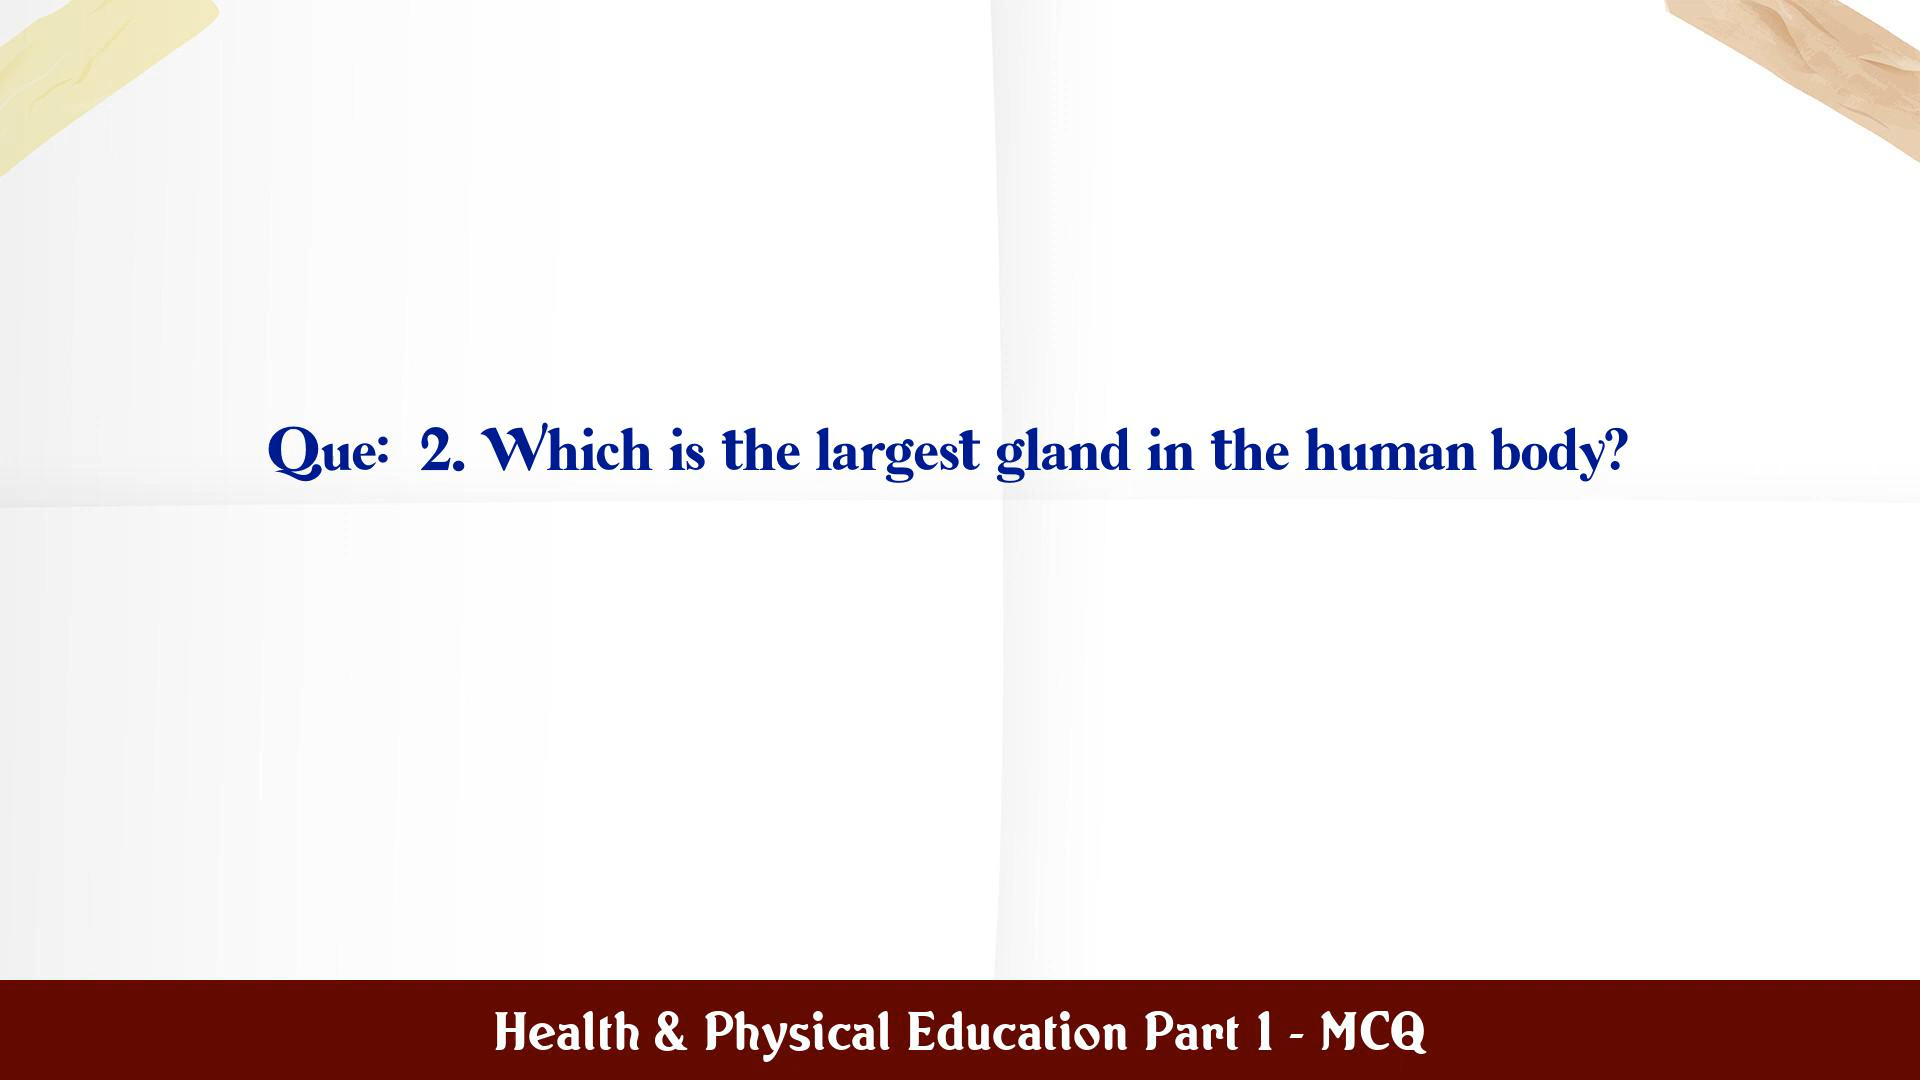 Que: 2. Which is the largest gland in the human body?
Health & Physical Education Part 1 - MCQ